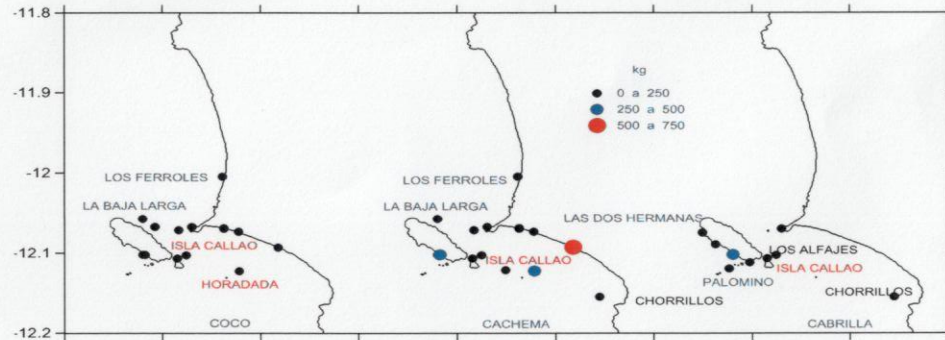 -11.8
kg
-11.9
0 a 250
250 a 500
500 a 750
-12
LOS FERROLES
LOS FERROLES
LA BAJA LARGA
LA BAJA LARGA
LAS DOS HERMANAS
-12.1
ISLA CALLAO
ISLA CALLAO
LOS ALFAJES
ISLA CALLAO
HORADADA
PALOMINO
CHORRILLOS
CHORRILLOS
-12.2
COCO
CACHEMA
CABRILLA